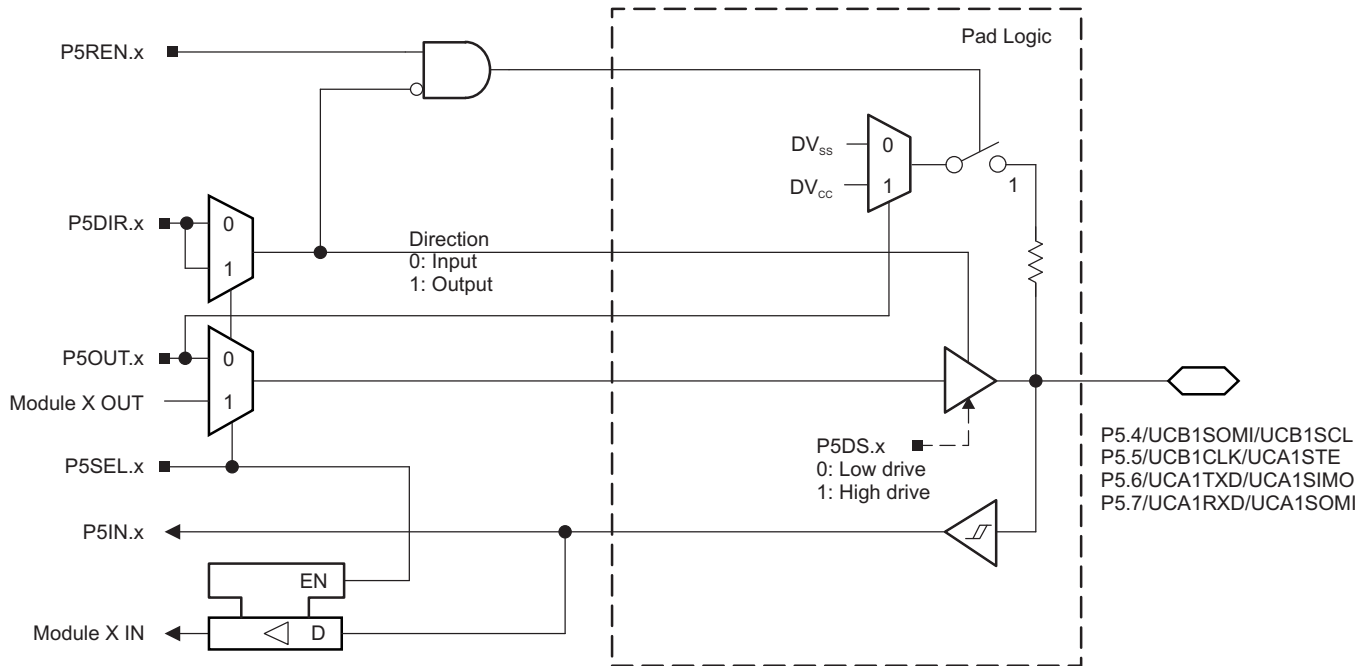 Pad Logic
P5REN.x
DVss
0
DVcc
1
1
P5DIR.x
0
1
Direction
0: Input
1: Output
P5OUT.x
0
Module X OUT
1
P5DS.x
0: Low drive
1: High drive
P5.4/UCB1SOMI/UCB1SCL
P5.5/UCB1CLK/UCA1STE
P5.6/UCA1TXD/UCA1SIMO
P5.7/UCA1RXD/UCA1SOMI
P5SEL.x
P5IN.x
EN
Module X IN
D